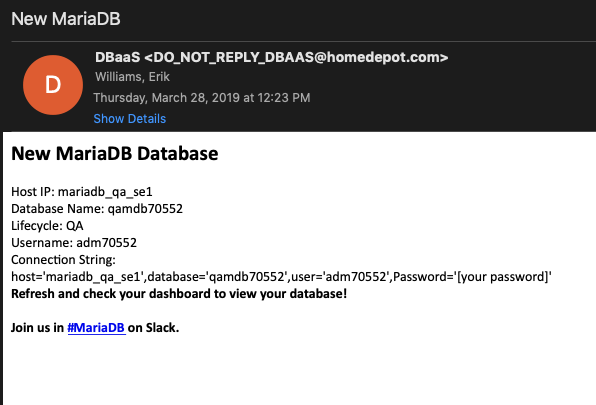 New MariaDB
D
DBaaS <DO_NOT_REPLY_DBAAS@homedepot.com>
Williams, Erik
Thursday, March 28, 2019 at 12:23 PM
Show Details
New MariaDB Database
Host IP: mariadb_qa_se1
Database Name: qamdb70552
Lifecycle: QA
Username: adm70552
Connection String:
host='mariadb_qa_se1',database='qamdb70552',user='adm70552',Password='[your password]'
Refresh and check your dashboard to view your database!
Join us in #MariaDB on Slack.